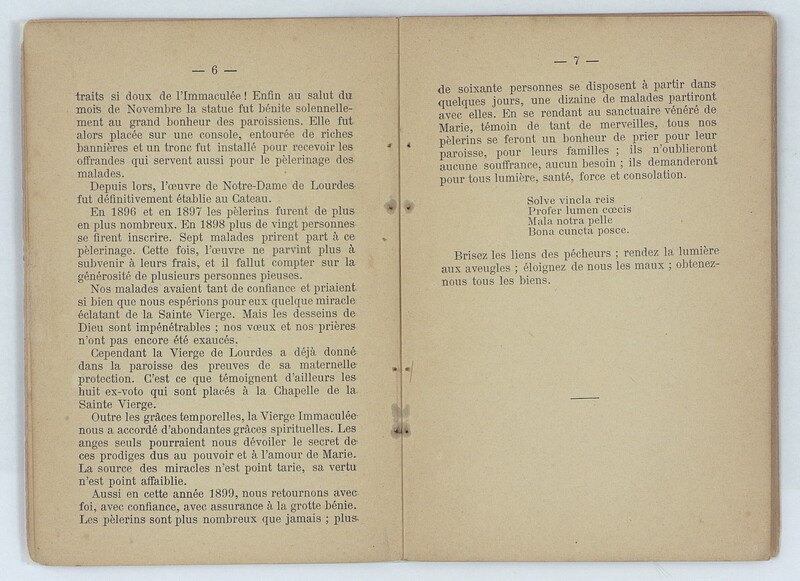 — 6 —
traits si doux de l'Immaculée ! Enfin au salut du
mois de Novembre la statue fut bénite solennelle-
ment au grand bonheur des paroissiens. Elle fut
alors placée sur une console, entourée de riches
bannières et un tronc fut installé pour recevoir les
offrandes qui servent aussi pour le pèlerinage des
malades.
Depuis lors, l'œuvre de Notre-Dame de Lourdes
fut définitivement établie au Cateau.
En 1896 et en 1897 les pèlerins furent de plus
en plus nombreux. En 1898 plus de vingt personnes
se firent inscrire. Sept malades prirent part à ce
pèlerinage. Cette fois, l'œuvre ne parvint plus à
subvenir à leurs frais, et il fallut compter sur la
générosité de plusieurs personnes pieuses.
Nos malades avaient tant de confiance et priaient
si bien que nous espérions pour eux quelque miracle
éclatant de la Sainte Vierge. Mais les desseins de
Dieu sont impénétrables ; nos vœux et nos prières
n'ont pas encore été exaucés.
Cependant la Vierge de Lourdes a déjà donné
dans la paroisse des preuves de sa maternelle
protection. C'est ce que témoignent d'ailleurs les
huit ex-voto qui sont placés à la Chapelle de la
Sainte Vierge.
Outre les grâces temporelles, la Vierge Immaculée
nous a accordé d'abondantes grâces spirituelles. Les
anges seuls pourraient nous dévoiler le secret de
ces prodiges dus au pouvoir et à l'amour de Marie.
La source des miracles n'est point tarie, sa vertu
n'est point affaiblie.
Aussi en cette année 1899, nous retournons avec
foi, avec confiance, avec assurance à la grotte bénie.
Les pèlerins sont plus nombreux que jamais ; plus
— 7 —
de soixante personnes se disposent à partir dans
quelques jours, une dizaine de malades partiront
avec elles. En se rendant au sanctuaire vénéré de
Marie, témoin de tant de merveilles, tous nos
pèlerins se feront un bonheur de prier pour leur
paroisse, pour leurs familles ; ils n'oublieront
aucune souffrance, aucun besoin ; ils demanderont
pour tous lumière, santé, force et consolation.
Solve vincla reis
Profer lumen cœcis
Mala notra pelle
Bona cuncta posce.
Brisez les liens des pécheurs ; rendez la lumière
aux aveugles ; éloignez de nous les maux ; obtenez-
nous tous les biens.